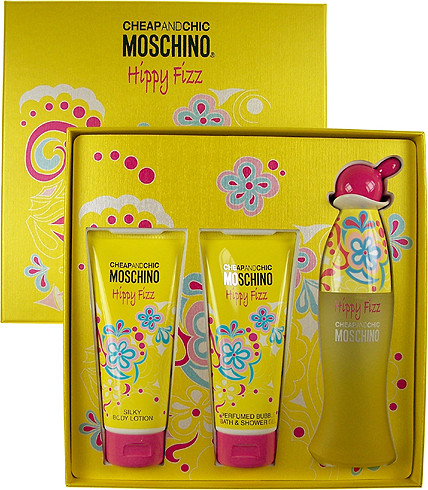 CHEAPANDCHIC
MOSCHINO®
Hippy Fizz
CHEAPANDCHIC
MOSCHINO
Hippy Fizz
SILKY
BODY LOTION
CHEAPANDCHIC
MOSCHINO
Hippy Fizz
PERFUMED BUBB
BATH & SHOWER
Hippy Fizz
CHEAPANDCHIC
MOSCHINO